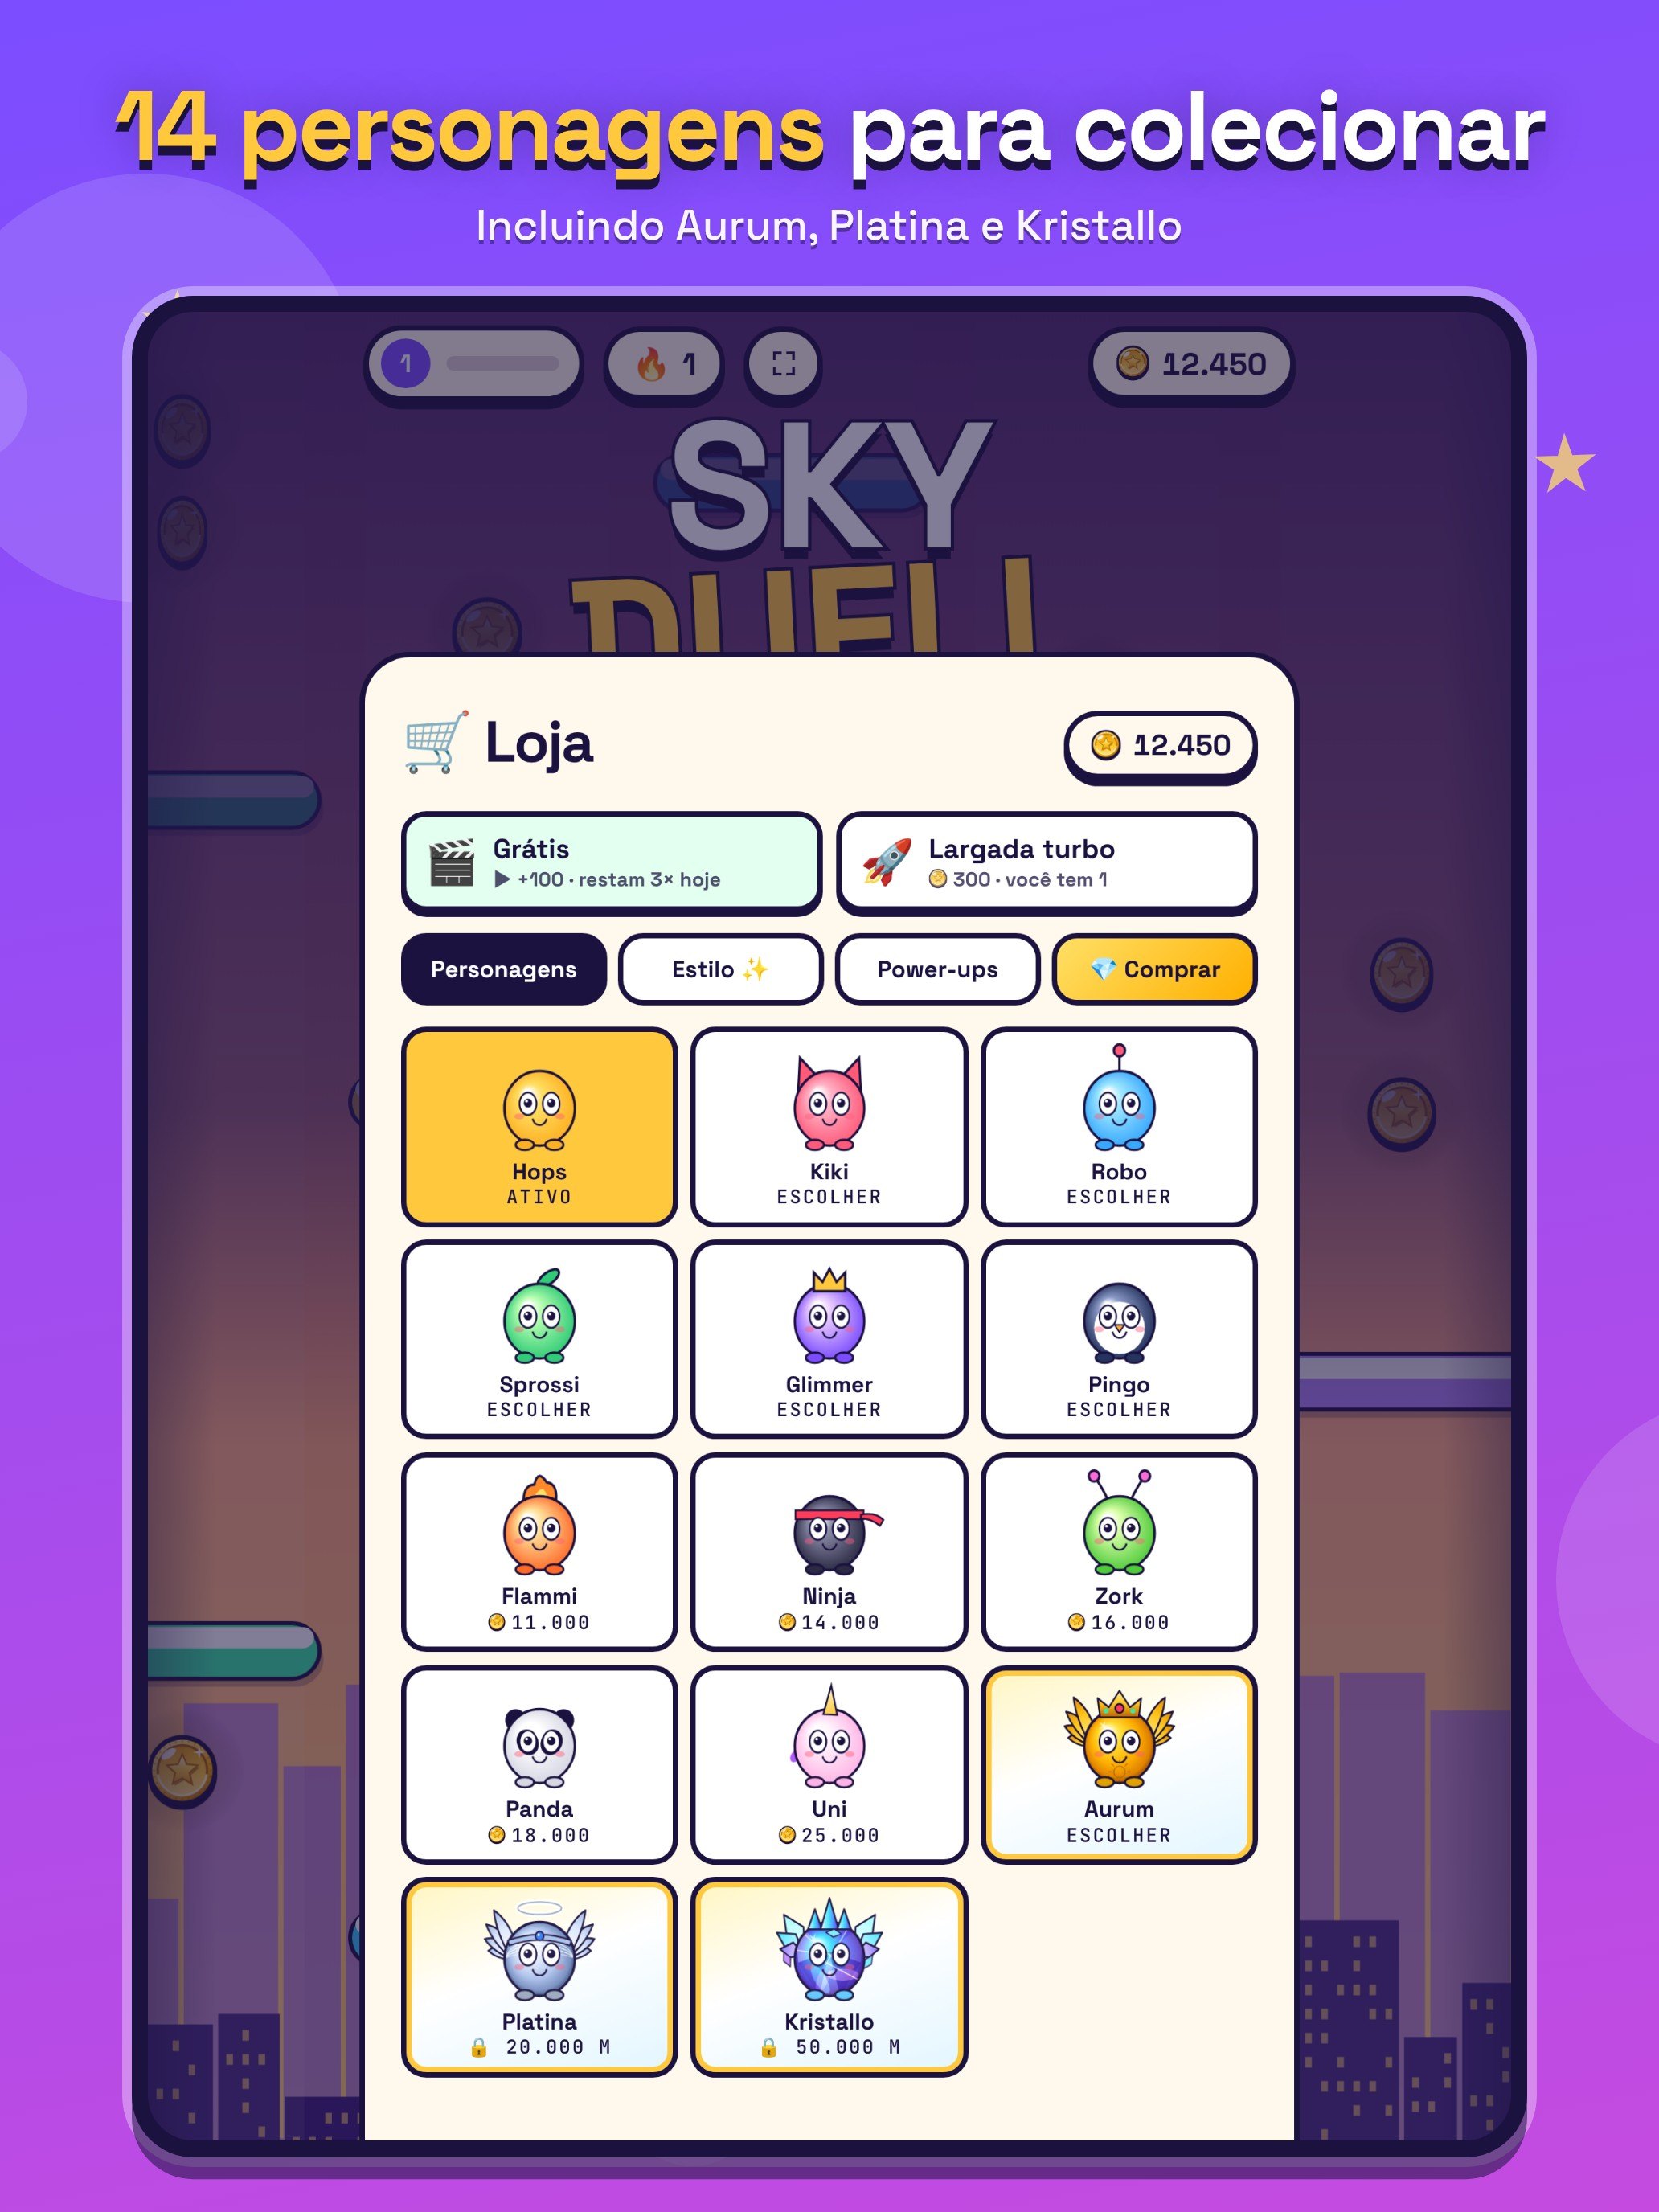 14 personagens para colecionar
Incluindo Aurum, Platina e Kristallo
1
1
12.450
SKY
DUELL
Loja
12.450
Grátis
▶ +100 · restam 3× hoje
Largada turbo
300 · você tem 1
Personagens
Estilo ✨
Power-ups
💎 Comprar
Hops
ATIVO
Kiki
ESCOLHER
Robo
ESCOLHER
Sprossi
ESCOLHER
Glimmer
ESCOLHER
Pingo
ESCOLHER
Flammi
11.000
Ninja
14.000
Zork
16.000
Panda
18.000
Uni
25.000
Aurum
ESCOLHER
Platina
🔒 20.000 M
Kristallo
🔒 50.000 M